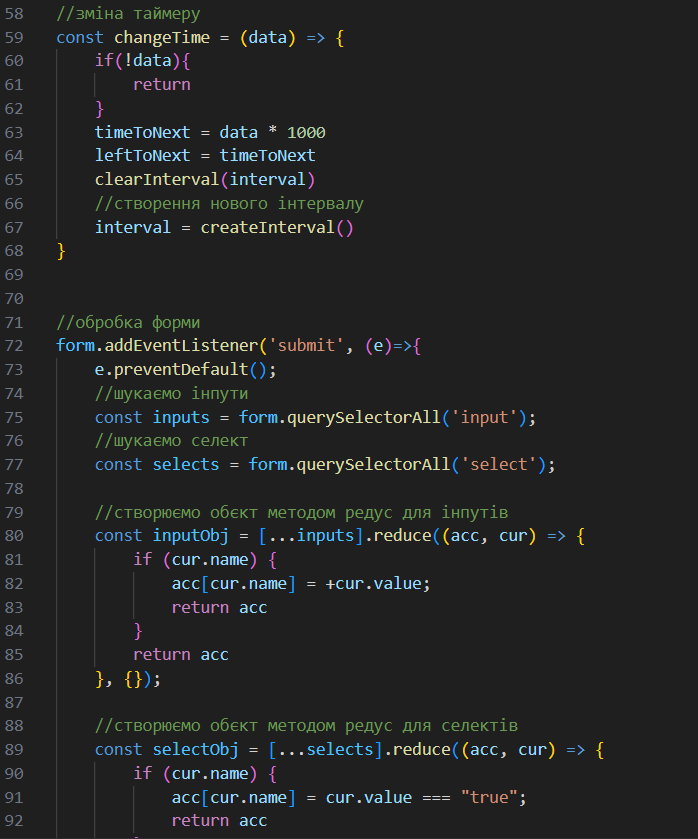 58 //зміна таймеру
59 const changeTime = (data) => {
60 if(!data){
61 return
62 }
63 timeToNext = data * 1000
64 leftToNext = timeToNext
65 clearInterval(interval)
66 //створення нового інтервалу
67 interval = createInterval()
68 }
69
70
71 //обробка форми
72 form.addEventListener('submit', (e)=>{
73 e.preventDefault();
74 //шукаємо інпути
75 const inputs = form.querySelectorAll('input');
76 //шукаємо селект
77 const selects = form.querySelectorAll('select');
78
79 //створюємо обєкт методом редус для інпутів
80 const inputObj = [...inputs].reduce((acc, cur) => {
81 if (cur.name) {
82 acc[cur.name] = +cur.value;
83 return acc
84 }
85 return acc
86 }, {});
87
88 //створюємо обєкт методом редус для селектів
89 const selectObj = [...selects].reduce((acc, cur) => {
90 if (cur.name) {
91 acc[cur.name] = cur.value === "true";
92 return acc